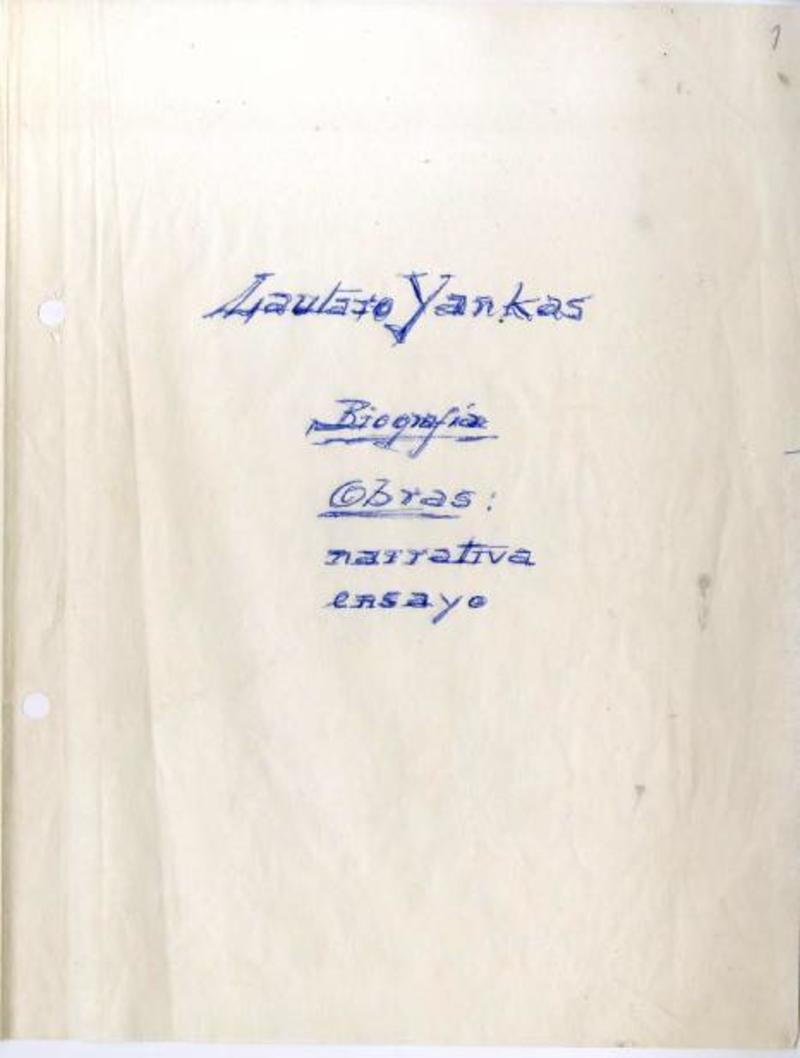 1
Lautaro Yankas
Biografía
Obras:
narrativa
ensayo